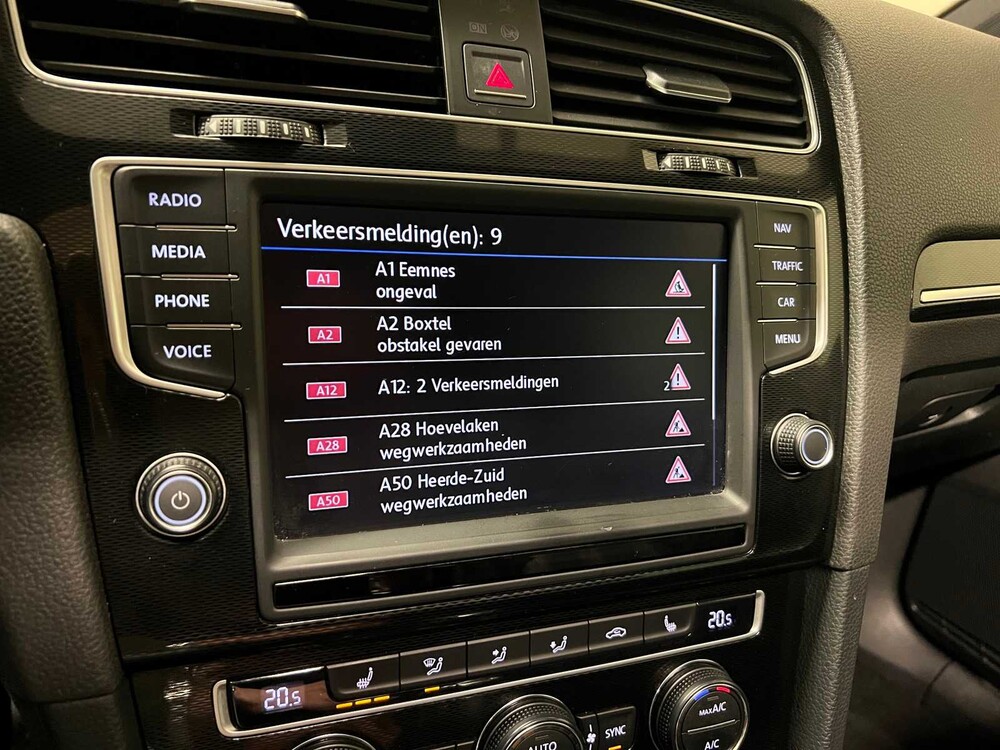 ON
RADIO
MEDIA
PHONE
VOICE
Verkeersmelding(en): 9
A1 A1 Eemnes
ongeval
A2 A2 Boxtel
obstakel gevaren
A12 A12: 2 Verkeersmeldingen 2
A28 A28 Hoevelaken
wegwerkzaamheden
A50 A50 Heerde-Zuid
wegwerkzaamheden
NAV
TRAFFIC
CAR
MENU
20.5
20.5
AUTO
SYNC
MAX A/C
A/C